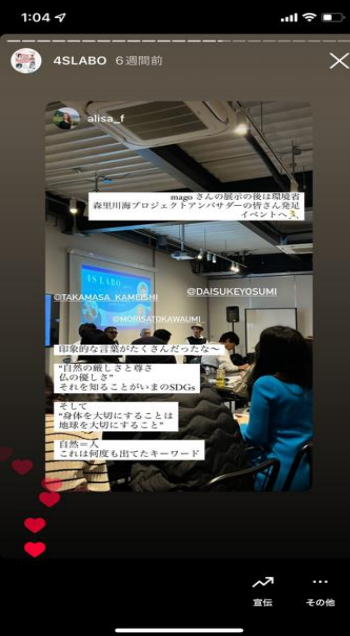 1:04
4SLABO 6週間前
alisa_f
mago さんの展示の後は環境省
森里川海プロジェクトアンバサダーの皆さん発足
イベントへ
4S LABO
@TAKAMASA_KAMEISHI
@DAISUKEYOSUMI
@MORISATOKAWAUMI_
印象的な言葉がたくさんだったな〜
“自然の厳しさと尊さ
仏の優しさ”
それを知ることがいまのSDGs
そして
“身体を大切にすることは
地球を大切にすること”
自然＝人
これは何度も出てたキーワード
宣伝
その他